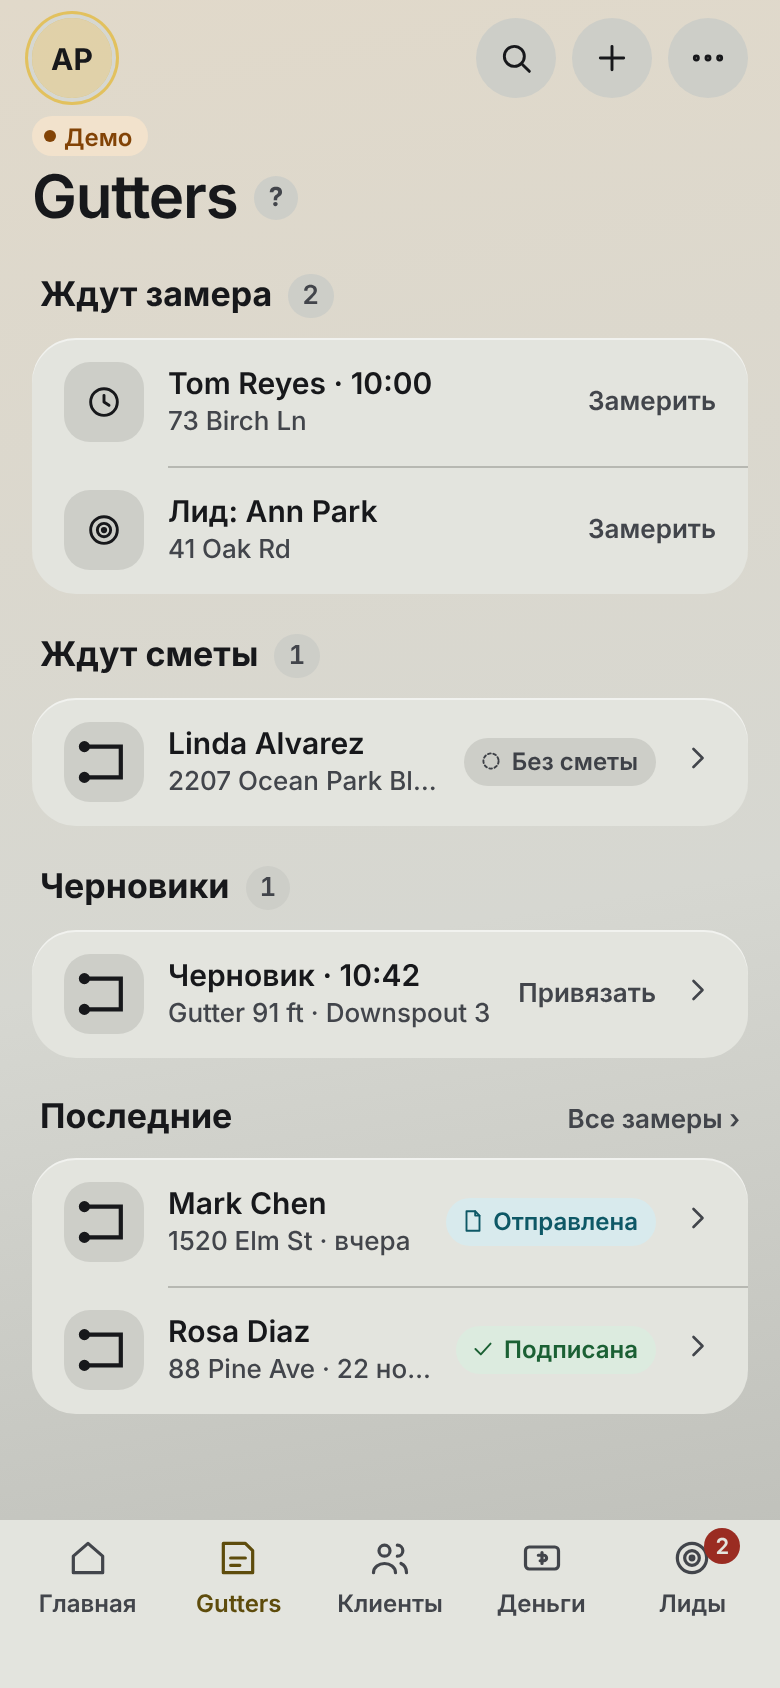 AP
Демо
Gutters ?
Ждут замера 2
Tom Reyes · 10:00
73 Birch Ln
Замерить
Лид: Ann Park
41 Oak Rd
Замерить
Ждут сметы 1
Linda Alvarez
2207 Ocean Park Bl...
Без сметы
Черновики 1
Черновик · 10:42
Gutter 91 ft · Downspout 3
Привязать
Последние
Все замеры ›
Mark Chen
1520 Elm St · вчера
Отправлена
Rosa Diaz
88 Pine Ave · 22 но...
Подписана
2
Главная Gutters Клиенты Деньги Лиды